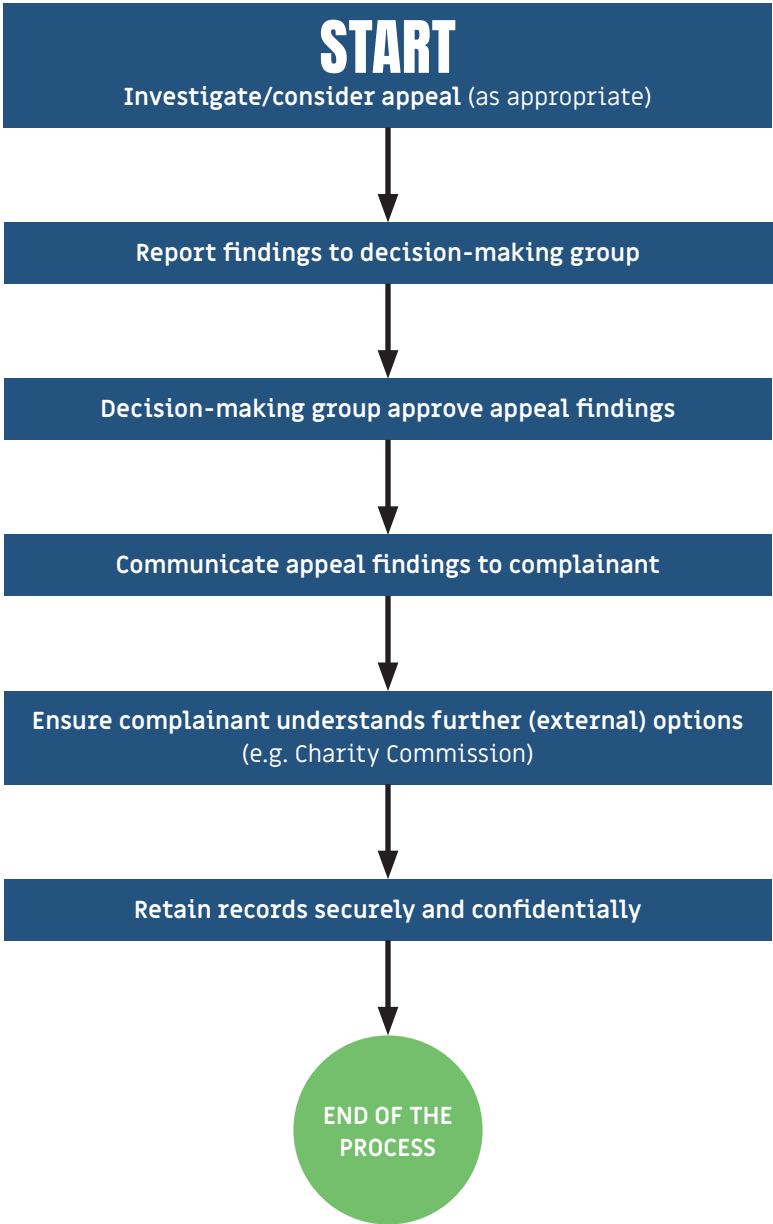 START
Investigate/consider appeal (as appropriate)
Report findings to decision-making group
Decision-making group approve appeal findings
Communicate appeal findings to complainant
Ensure complainant understands further (external) options
(e.g. Charity Commission)
Retain records securely and confidentially
END OF THE
PROCESS